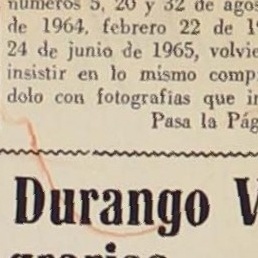 números 5, 20 y 32 de agos
de 1964, febrero 22 de 1
24 de junio de 1965, volvie
insistir en lo mismo comp
dolo con fotografías que in
Pasa la Pág
Durango V